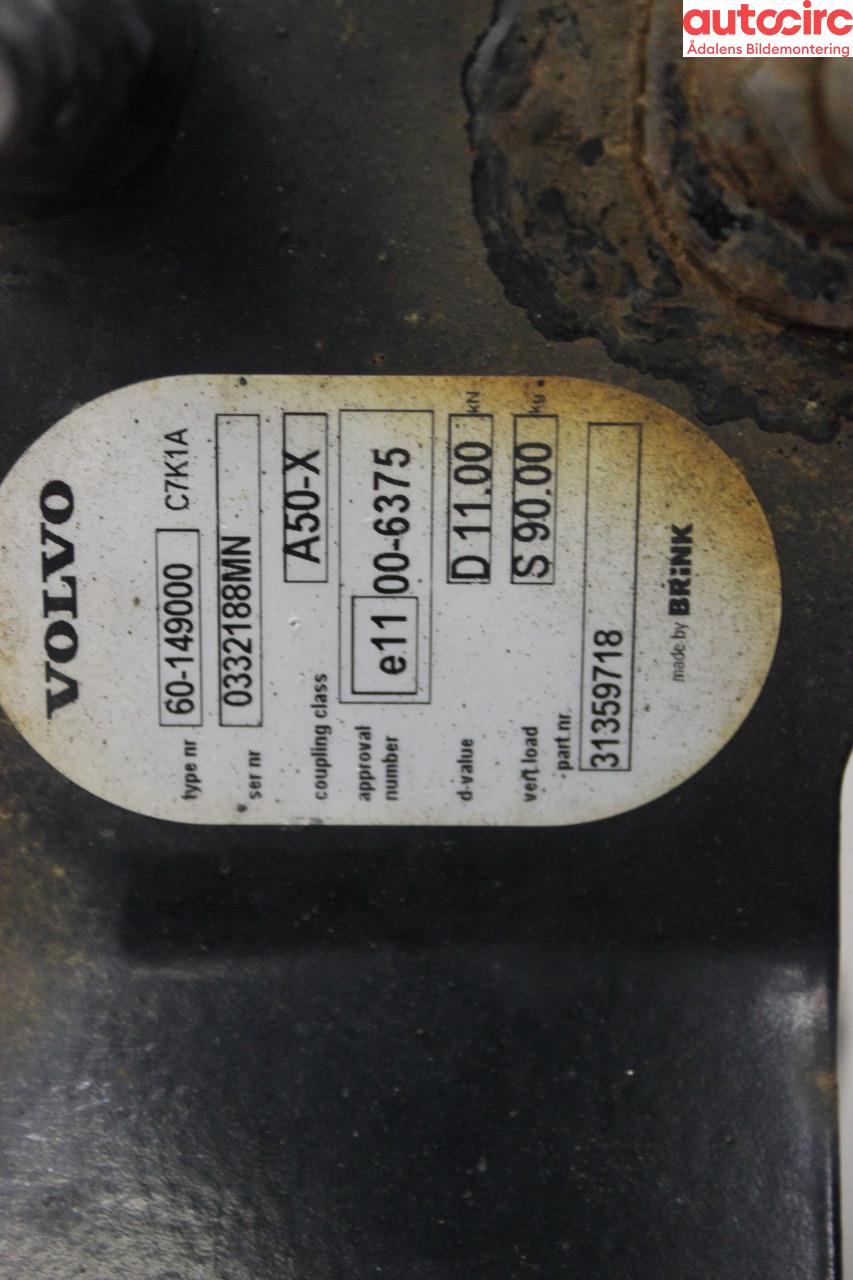 autocirc
Ådalens Bildemontering
VOLVO
type nr 60-149000 C7K1A
ser nr 0332188MN
coupling class A50-X
approval number e11 00-6375
d-value D 11.00 kN
vert.load S 90.00 kg
part.nr.
31359718
made by BRINK